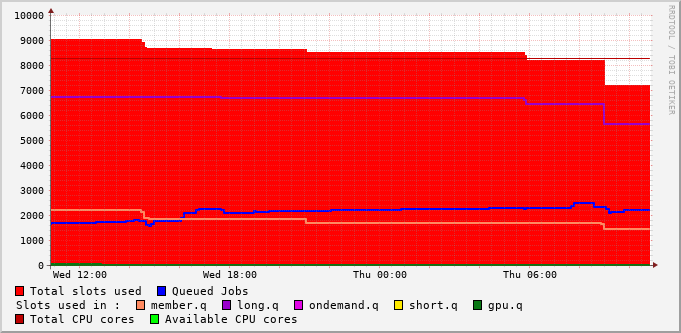 10000
9000
8000
7000
6000
5000
4000
3000
2000
1000
0
Wed 12:00 Wed 18:00 Thu 00:00 Thu 06:00
RRDTOOL / TOBI OETIKER
Total slots used Queued Jobs
Slots used in : member.q long.q ondemand.q short.q gpu.q
Total CPU cores Available CPU cores